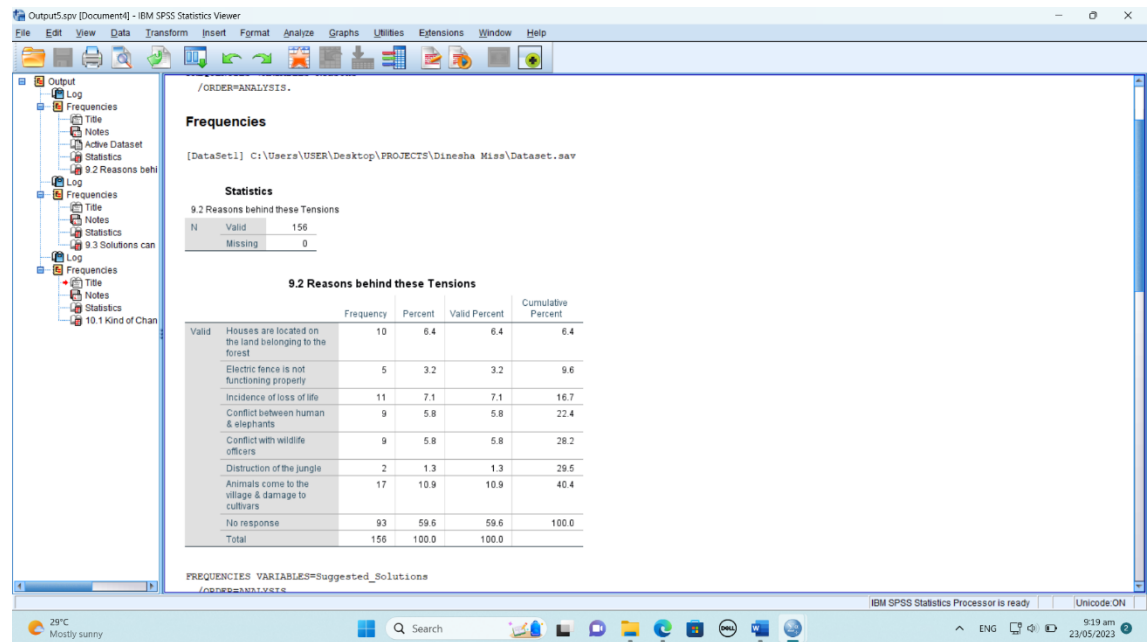 Output5.spv [Document4] - IBM SPSS Statistics Viewer
File Edit View Data Transform Insert Format Analyze Graphs Utilities Extensions Window Help
Output
Log
Frequencies
Title
Notes
Active Dataset
Statistics
9.2 Reasons behi
Log
Frequencies
Title
Notes
Statistics
9.3 Solutions can
Log
Frequencies
Title
Notes
Statistics
10.1 Kind of Chan
/ORDER=ANALYSIS.
Frequencies
[DataSet1] C:\Users\USER\Desktop\PROJECTS\Dinesha Miss\Dataset.sav
Statistics
9.2 Reasons behind these Tensions
N Valid 156
Missing 0
9.2 Reasons behind these Tensions
Frequency Percent Valid Percent Cumulative Percent
Valid Houses are located on the land belonging to the forest 10 6.4 6.4 6.4
Electric fence is not functioning properly 5 3.2 3.2 9.6
Incidence of loss of life 11 7.1 7.1 16.7
Conflict between human & elephants 9 5.8 5.8 22.4
Conflict with wildlife officers 9 5.8 5.8 28.2
Distruction of the jungle 2 1.3 1.3 29.5
Animals come to the village & damage to cultivars 17 10.9 10.9 40.4
No response 93 59.6 59.6 100.0
Total 156 100.0 100.0
FREQUENCIES VARIABLES=Suggested_Solutions
/ORDER=ANALYSIS
IBM SPSS Statistics Processor is ready Unicode:ON
29°C
Mostly sunny
Search
DELL
W
ENG
9:19 am
23/05/2023
2